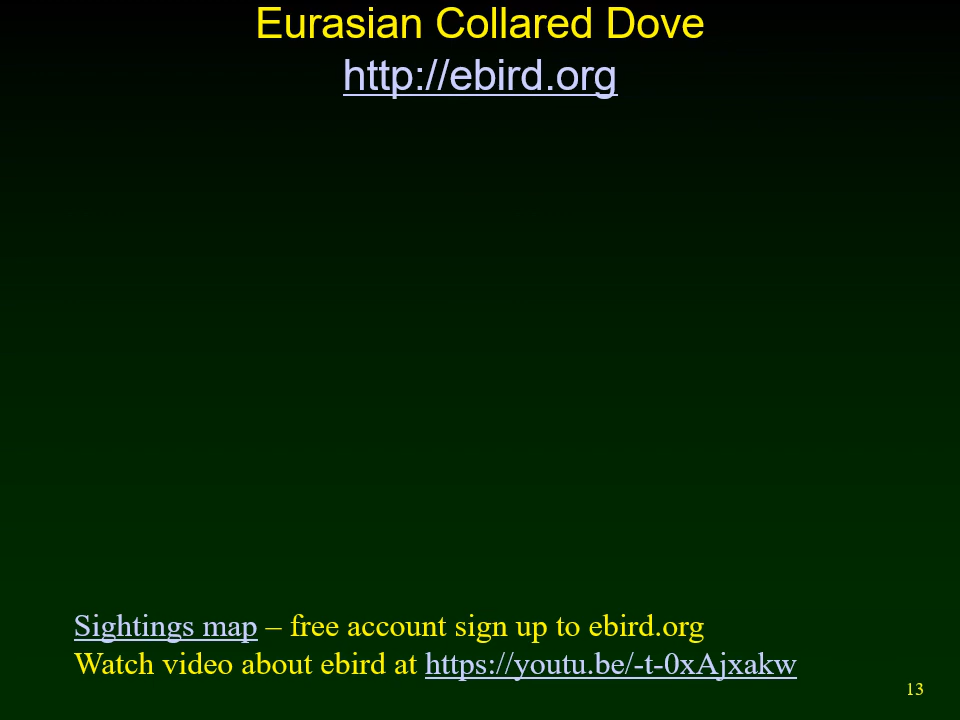 Eurasian Collared Dove
http://ebird.org
Sightings map – free account sign up to ebird.org
Watch video about ebird at https://youtu.be/-t-0xAjxakw
13